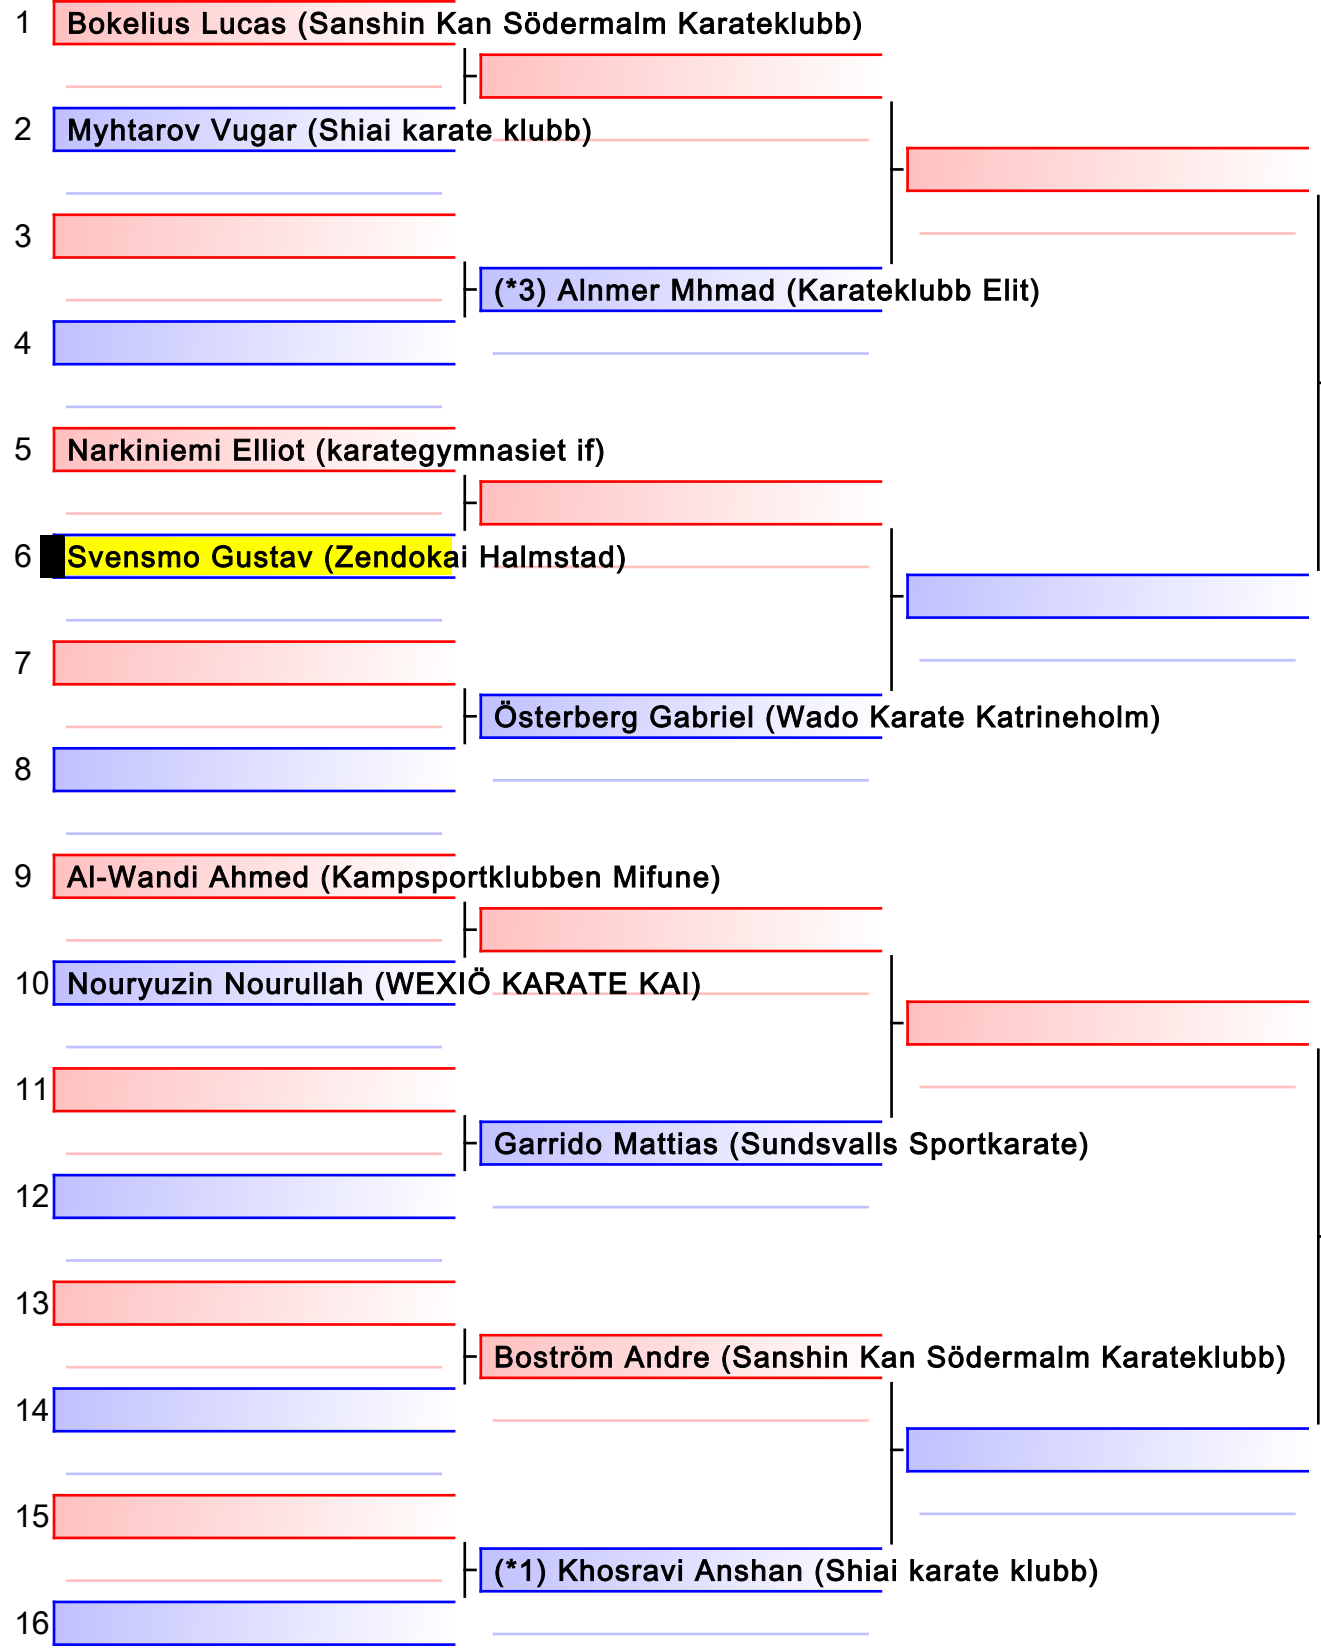 1 Bokelius Lucas (Sanshin Kan Södermalm Karateklubb)
2 Myhtarov Vugar (Shiai karate klubb)
3
(*3) Alnmer Mhmad (Karateklubb Elit)
4
5 Narkiniemi Elliot (karategymnasiet if)
6 Svensmo Gustav (Zendokai Halmstad)
7
Österberg Gabriel (Wado Karate Katrineholm)
8
9 Al-Wandi Ahmed (Kampsportklubben Mifune)
10 Nouryuzin Nourullah (WEXIÖ KARATE KAI)
11
Garrido Mattias (Sundsvalls Sportkarate)
12
13
Boström Andre (Sanshin Kan Södermalm Karateklubb)
14
15
(*1) Khosravi Anshan (Shiai karate klubb)
16